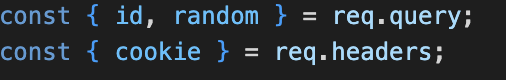 const { id, random } = req.query;
const { cookie } = req.headers;